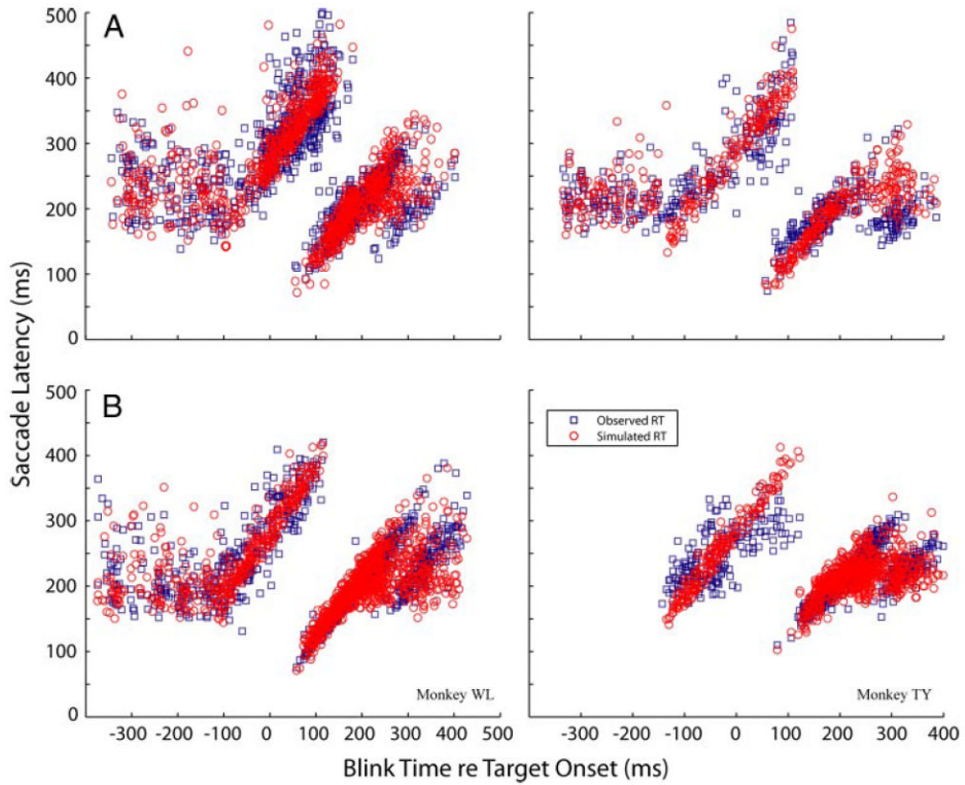 A
500
400
300
200
100
0
B
500
400
300
200
100
0
Saccade Latency (ms)
Observed RT
Simulated RT
Monkey WL
Monkey TY
-300 -200 -100 0 100 200 300 400 500
-300 -200 -100 0 100 200 300 400
Blink Time re Target Onset (ms)